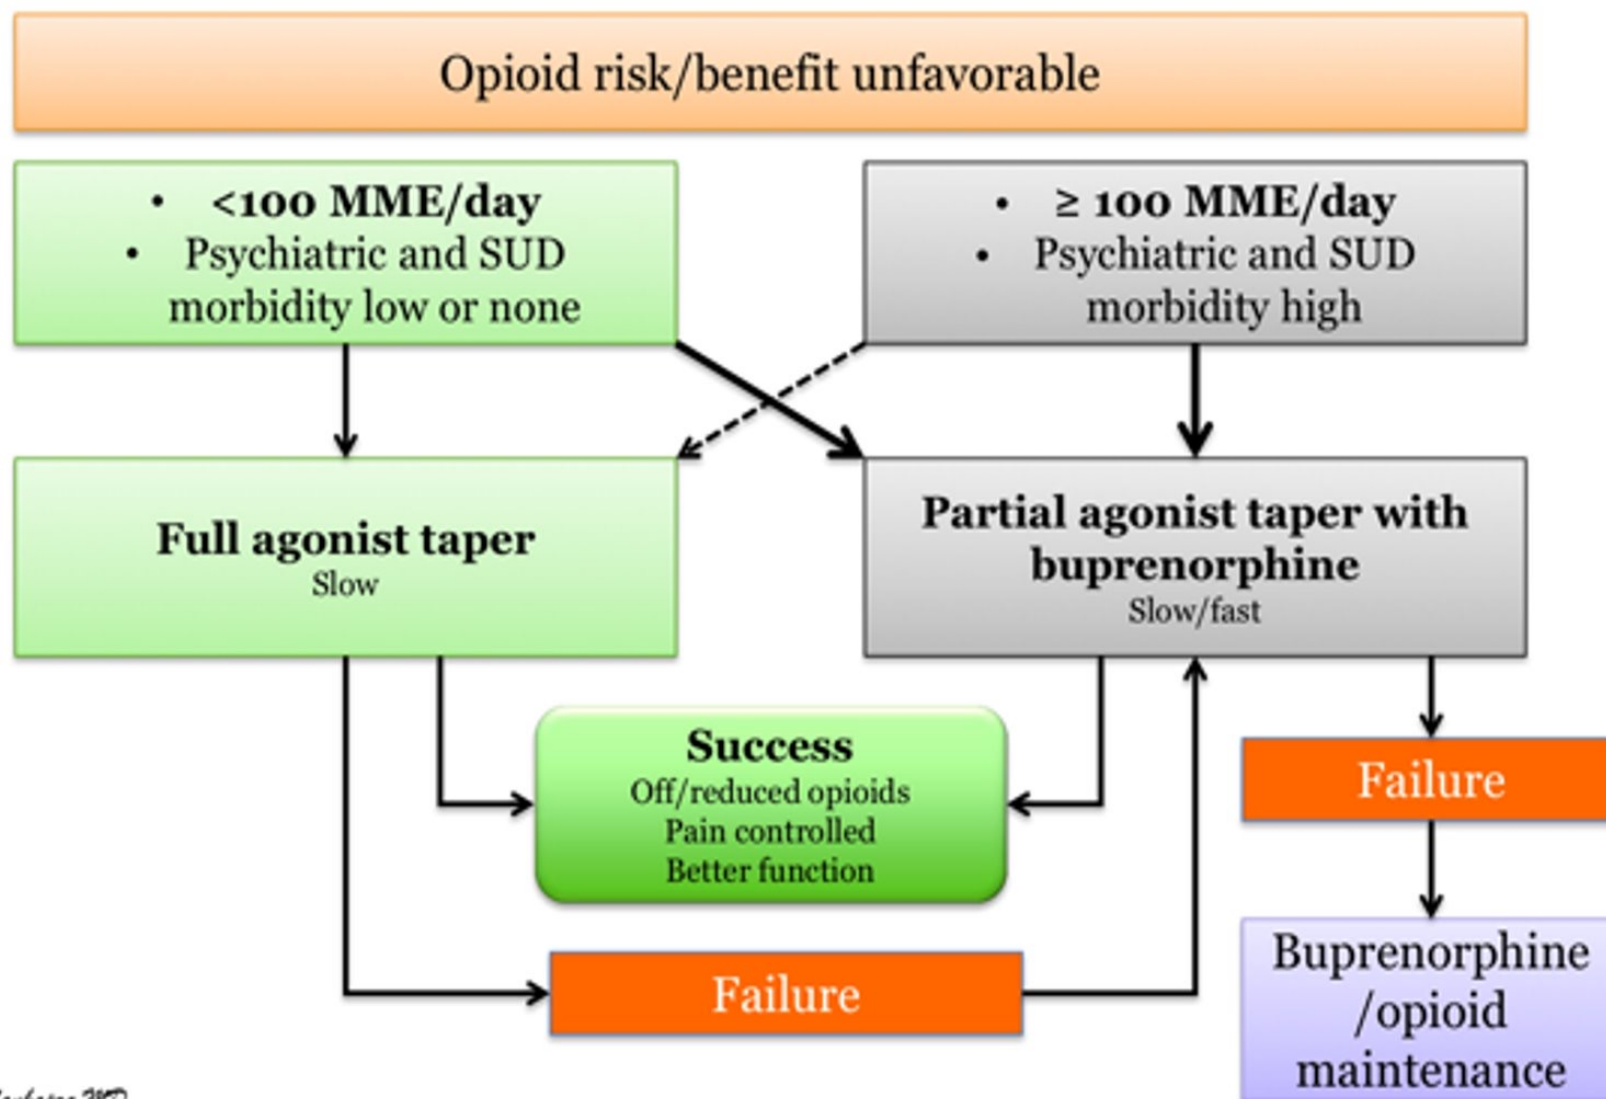 Opioid risk/benefit unfavorable
• <100 MME/day
• Psychiatric and SUD
morbidity low or none
• ≥ 100 MME/day
• Psychiatric and SUD
morbidity high
Full agonist taper
Slow
Partial agonist taper with
buprenorphine
Slow/fast
Success
Off/reduced opioids
Pain controlled
Better function
Failure
Failure
Buprenorphine
/opioid
maintenance